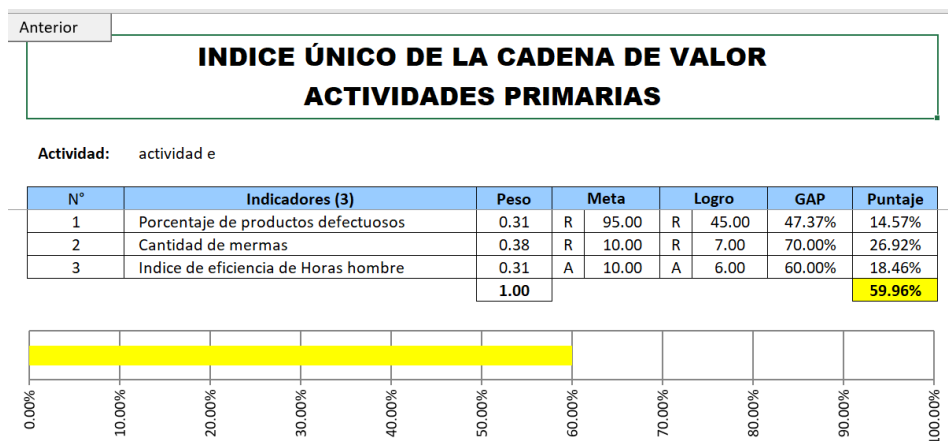 Anterior
INDICE ÚNICO DE LA CADENA DE VALOR
ACTIVIDADES PRIMARIAS
Actividad: actividad e
N° Indicadores (3) Peso Meta Logro GAP Puntaje
1 Porcentaje de productos defectuosos 0.31 R 95.00 R 45.00 47.37% 14.57%
2 Cantidad de mermas 0.38 R 10.00 R 7.00 70.00% 26.92%
3 Indice de eficiencia de Horas hombre 0.31 A 10.00 A 6.00 60.00% 18.46%
1.00 59.96%
0.00% 10.00% 20.00% 30.00% 40.00% 50.00% 60.00% 70.00% 80.00% 90.00% 100.00%